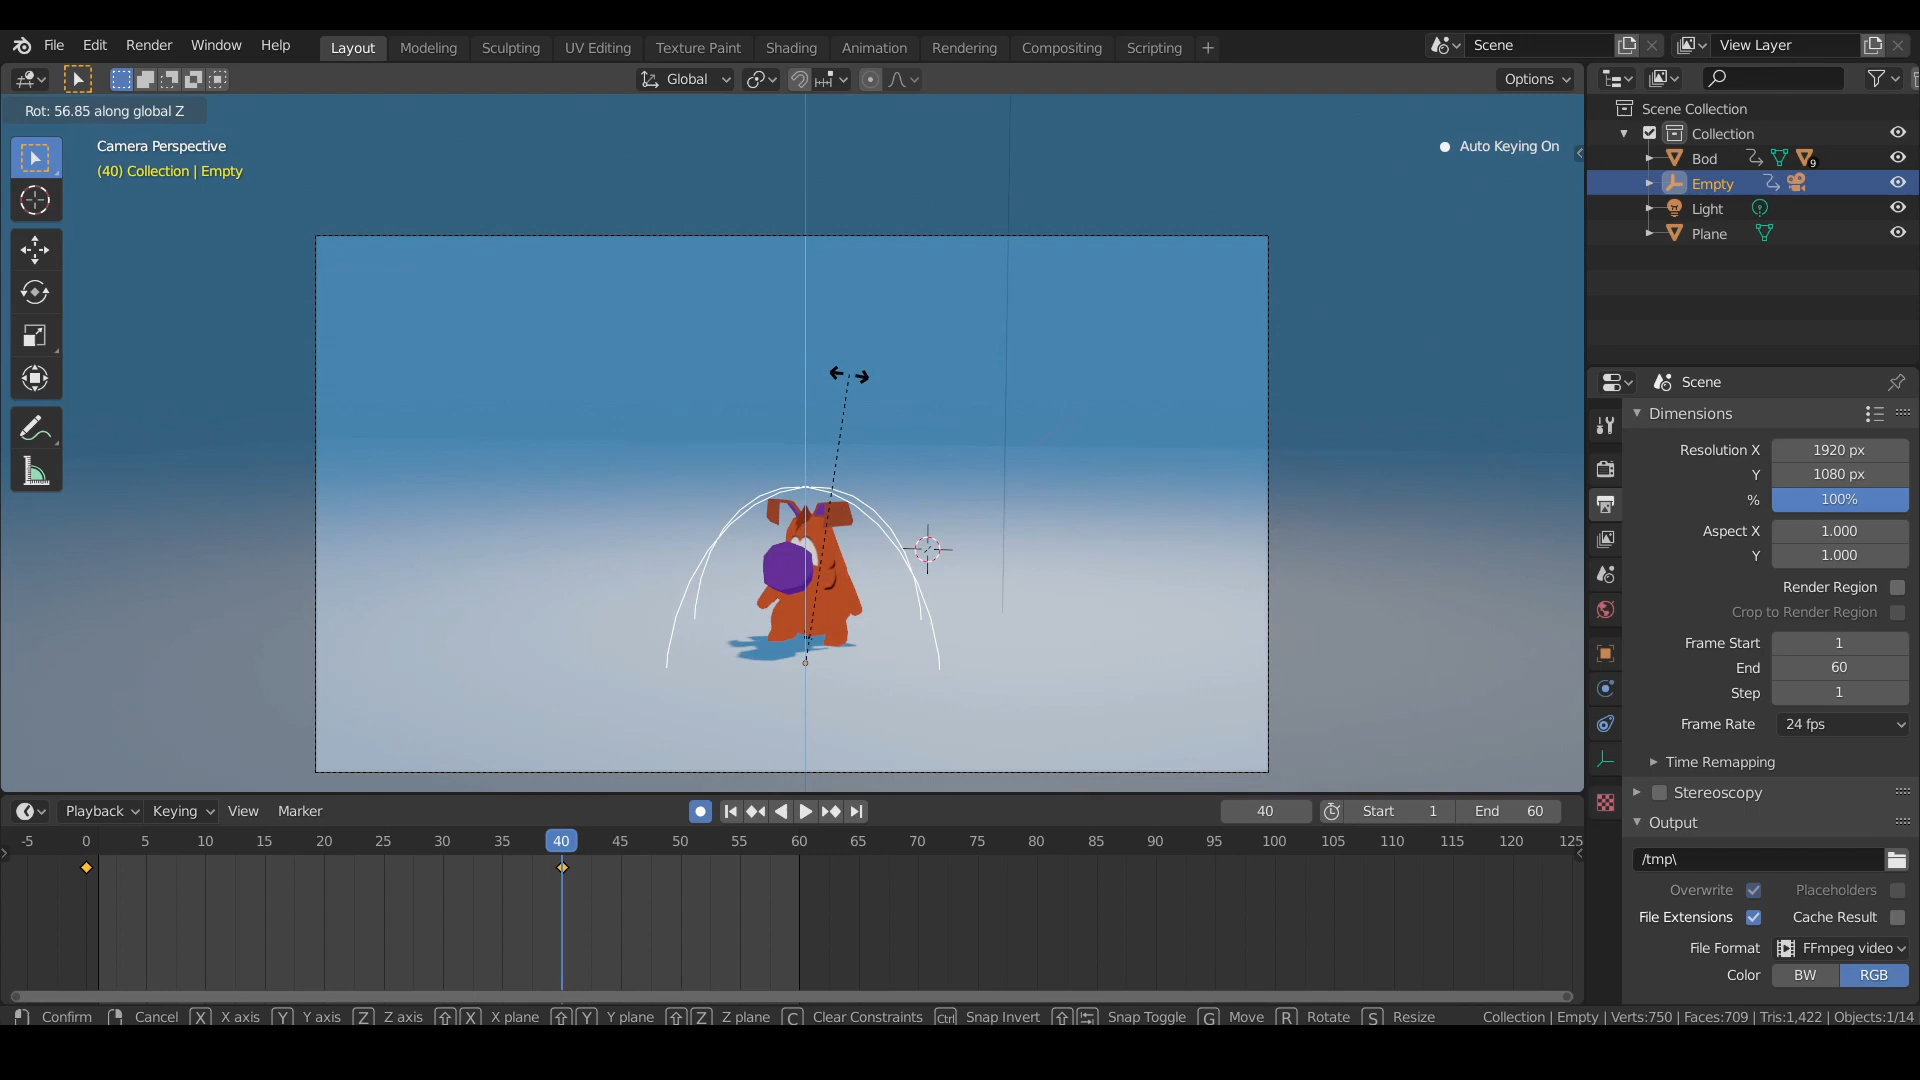 File Edit Render Window Help Layout Modeling Sculpting UV Editing Texture Paint Shading Animation Rendering Compositing Scripting + Scene View Layer
Global Options
Rot: 56.85 along global Z
Camera Perspective
(40) Collection | Empty
Auto Keying On
Scene Collection
Collection
Bod 9
Empty
Light
Plane
Scene
Dimensions
Resolution X 1920 px
Y 1080 px
% 100%
Aspect X 1.000
Y 1.000
Render Region
Crop to Render Region
Frame Start 1
End 60
Step 1
Frame Rate 24 fps
Time Remapping
Stereoscopy
Output
/tmp\
Overwrite Placeholders
File Extensions Cache Result
File Format FFmpeg video
Color BW RGB
Playback Keying View Marker 40 Start 1 End 60
-5 0 5 10 15 20 25 30 35 40 45 50 55 60 65 70 75 80 85 90 95 100 105 110 115 120 125
Confirm Cancel X X axis Y Y axis Z Z axis X X plane Y Y plane Z Z plane C Clear Constraints Ctrl Snap Invert Snap Toggle G Move R Rotate S Resize Collection | Empty | Verts:750 | Faces:709 | Tris:1,422 | Objects:1/14